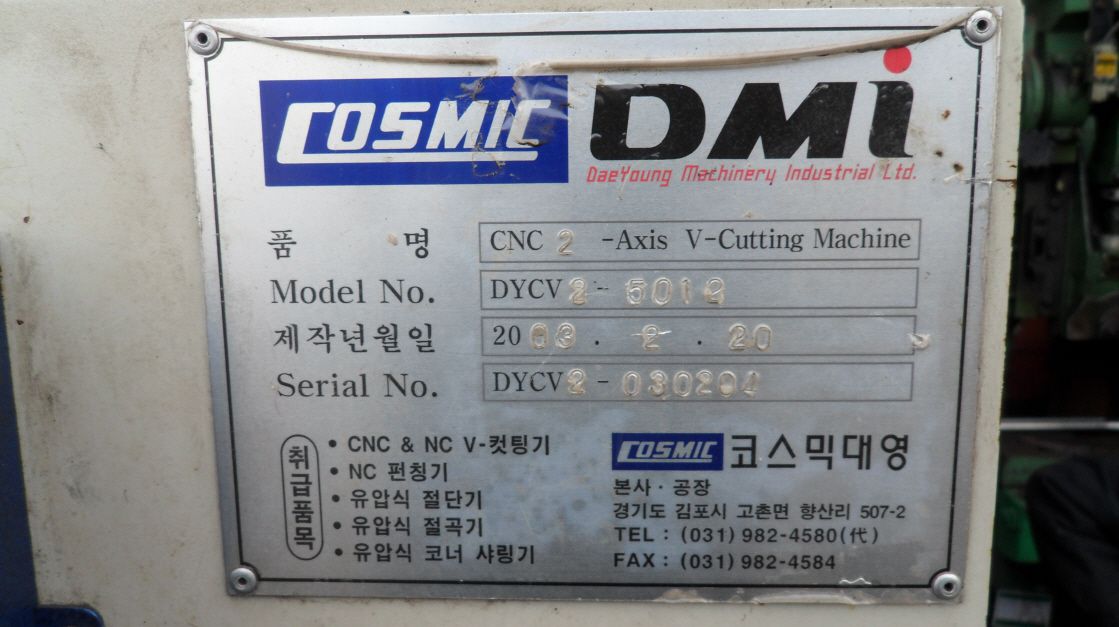 COSMIC DMi
DaeYoung Machinery Industrial Ltd.
품 명 CNC 2 -Axis V-Cutting Machine
Model No. DYCV2-5012
제작년월일 2003 . 2 . 20
Serial No. DYCV2-030204
취급품목
• CNC & NC V-컷팅기
• NC 펀칭기
• 유압식 절단기
• 유압식 절곡기
• 유압식 코너 샤링기
COSMIC 코스믹대영
본사 · 공장
경기도 김포시 고촌면 향산리 507-2
TEL : (031) 982-4580(代)
FAX : (031) 982-4584